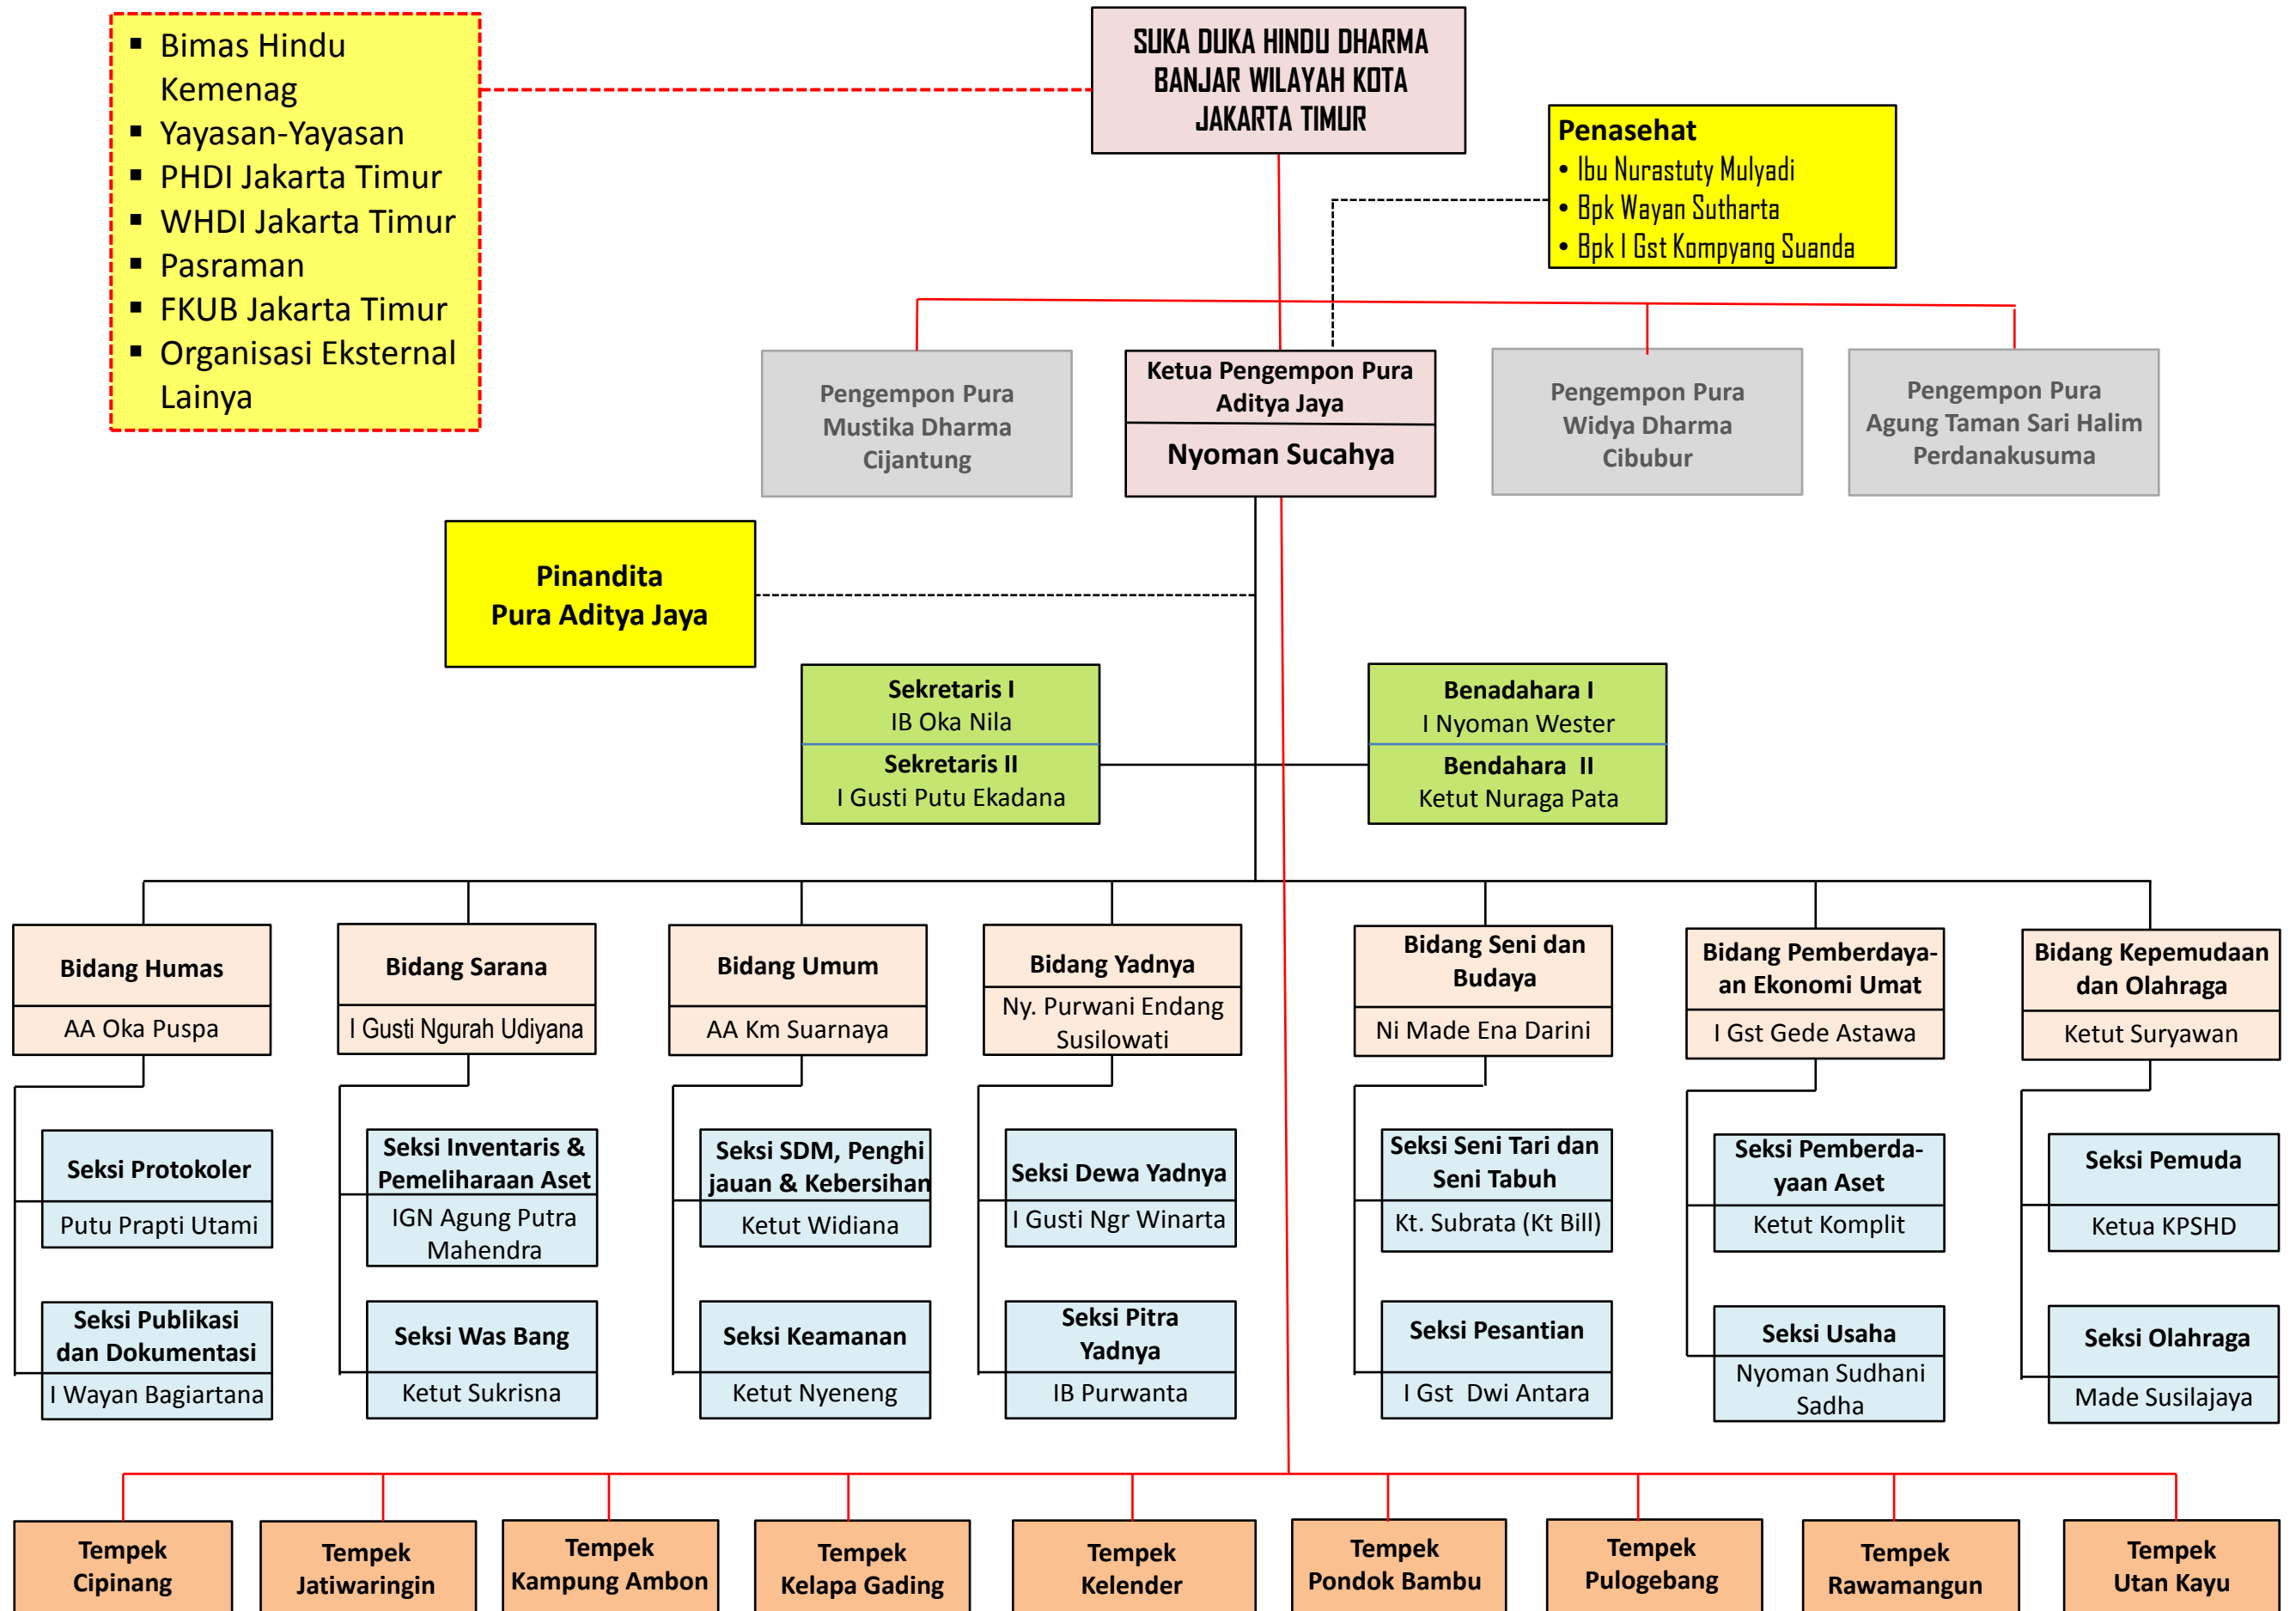 ▪ Bimas Hindu
Kemenag
▪ Yayasan-Yayasan
▪ PHDI Jakarta Timur
▪ WHDI Jakarta Timur
▪ Pasraman
▪ FKUB Jakarta Timur
▪ Organisasi Eksternal
Lainya
SUKA DUKA HINDU DHARMA
BANJAR WILAYAH KOTA
JAKARTA TIMUR
Penasehat
• Ibu Nurastuty Mulyadi
• Bpk Wayan Sutharta
• Bpk I Gst Kompyang Suanda
Pengempon Pura
Mustika Dharma
Cijantung
Ketua Pengempon Pura
Aditya Jaya
Nyoman Sucahya
Pengempon Pura
Widya Dharma
Cibubur
Pengempon Pura
Agung Taman Sari Halim
Perdanakusuma
Pinandita
Pura Aditya Jaya
Sekretaris I
IB Oka Nila
Sekretaris II
I Gusti Putu Ekadana
Benadahara I
I Nyoman Wester
Bendahara II
Ketut Nuraga Pata
Bidang Humas
AA Oka Puspa
Bidang Sarana
I Gusti Ngurah Udiyana
Bidang Umum
AA Km Suarnaya
Bidang Yadnya
Ny. Purwani Endang
Susilowati
Bidang Seni dan
Budaya
Ni Made Ena Darini
Bidang Pemberdaya-
an Ekonomi Umat
I Gst Gede Astawa
Bidang Kepemudaan
dan Olahraga
Ketut Suryawan
Seksi Protokoler
Putu Prapti Utami
Seksi Inventaris &
Pemeliharaan Aset
IGN Agung Putra
Mahendra
Seksi SDM, Penghi
jauan & Kebersihan
Ketut Widiana
Seksi Dewa Yadnya
I Gusti Ngr Winarta
Seksi Seni Tari dan
Seni Tabuh
Kt. Subrata (Kt Bill)
Seksi Pemberda-
yaan Aset
Ketut Komplit
Seksi Pemuda
Ketua KPSHD
Seksi Publikasi
dan Dokumentasi
I Wayan Bagiartana
Seksi Was Bang
Ketut Sukrisna
Seksi Keamanan
Ketut Nyeneng
Seksi Pitra
Yadnya
IB Purwanta
Seksi Pesantian
I Gst Dwi Antara
Seksi Usaha
Nyoman Sudhani
Sadha
Seksi Olahraga
Made Susilajaya
Tempek
Cipinang
Tempek
Jatiwaringin
Tempek
Kampung Ambon
Tempek
Kelapa Gading
Tempek
Kelender
Tempek
Pondok Bambu
Tempek
Pulogebang
Tempek
Rawamangun
Tempek
Utan Kayu